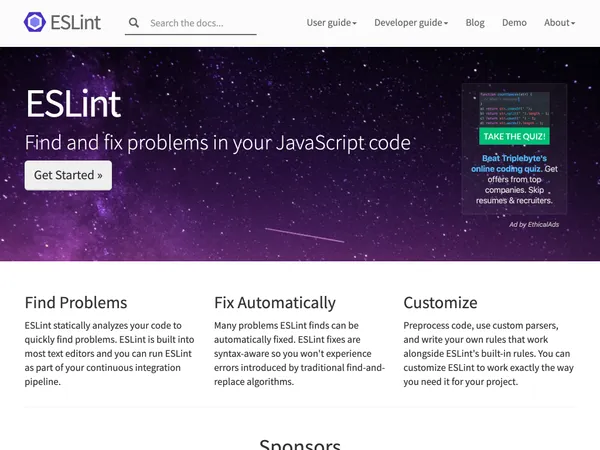 ESLint
Search the docs...
User guide
Developer guide
Blog
Demo
About
ESLint
Find and fix problems in your JavaScript code
Get Started »
TAKE THE QUIZ!
Beat Triplebyte's
online coding quiz. Get
offers from top
companies. Skip
resumes & recruiters.
Ad by EthicalAds
Find Problems
ESLint statically analyzes your code to
quickly find problems. ESLint is built into
most text editors and you can run ESLint
as part of your continuous integration
pipeline.
Fix Automatically
Many problems ESLint finds can be
automatically fixed. ESLint fixes are
syntax-aware so you won't experience
errors introduced by traditional find-and-
replace algorithms.
Customize
Preprocess code, use custom parsers,
and write your own rules that work
alongside ESLint's built-in rules. You can
customize ESLint to work exactly the way
you need it for your project.
Sponsors